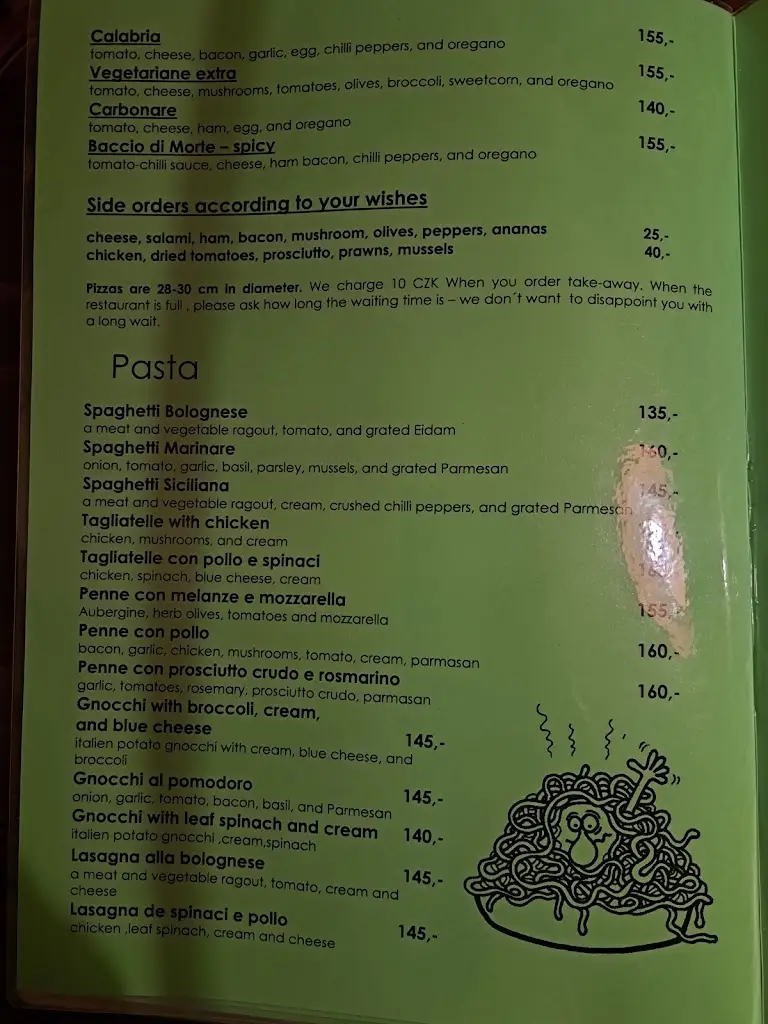 Calabria 155,-
tomato, cheese, bacon, garlic, egg, chilli peppers, and oregano
Vegetariane extra 155,-
tomato, cheese, mushrooms, tomatoes, olives, broccoli, sweetcorn, and oregano
Carbonare 140,-
tomato, cheese, ham, egg, and oregano
Baccio di Morte – spicy 155,-
tomato-chilli sauce, cheese, ham bacon, chilli peppers, and oregano
Side orders according to your wishes
cheese, salami, ham, bacon, mushroom, olives, peppers, ananas 25,-
chicken, dried tomatoes, prosciutto, prawns, mussels 40,-
Pizzas are 28-30 cm in diameter. We charge 10 CZK When you order take-away. When the
restaurant is full , please ask how long the waiting time is – we don´t want to disappoint you with
a long wait.
Pasta
Spaghetti Bolognese 135,-
a meat and vegetable ragout, tomato, and grated Eidam
Spaghetti Marinare 160,-
onion, tomato, garlic, basil, parsley, mussels, and grated Parmesan
Spaghetti Siciliana 145,-
a meat and vegetable ragout, cream, crushed chilli peppers, and grated Parmesan
Tagliatelle with chicken
chicken, mushrooms, and cream
Tagliatelle con pollo e spinaci
chicken, spinach, blue cheese, cream
Penne con melanze e mozzarella 155,-
Aubergine, herb olives, tomatoes and mozzarella
Penne con pollo 160,-
bacon, garlic, chicken, mushrooms, tomato, cream, parmasan
Penne con prosciutto crudo e rosmarino 160,-
garlic, tomatoes, rosemary, prosciutto crudo, parmasan
Gnocchi with broccoli, cream,
and blue cheese 145,-
italien potato gnocchi with cream, blue cheese, and
broccoli
Gnocchi al pomodoro 145,-
onion, garlic, tomato, bacon, basil, and Parmesan
Gnocchi with leaf spinach and cream 140,-
italien potato gnocchi ,cream,spinach
Lasagna alla bolognese 145,-
a meat and vegetable ragout, tomato, cream and
cheese
Lasagna de spinaci e pollo 145,-
chicken ,leaf spinach, cream and cheese